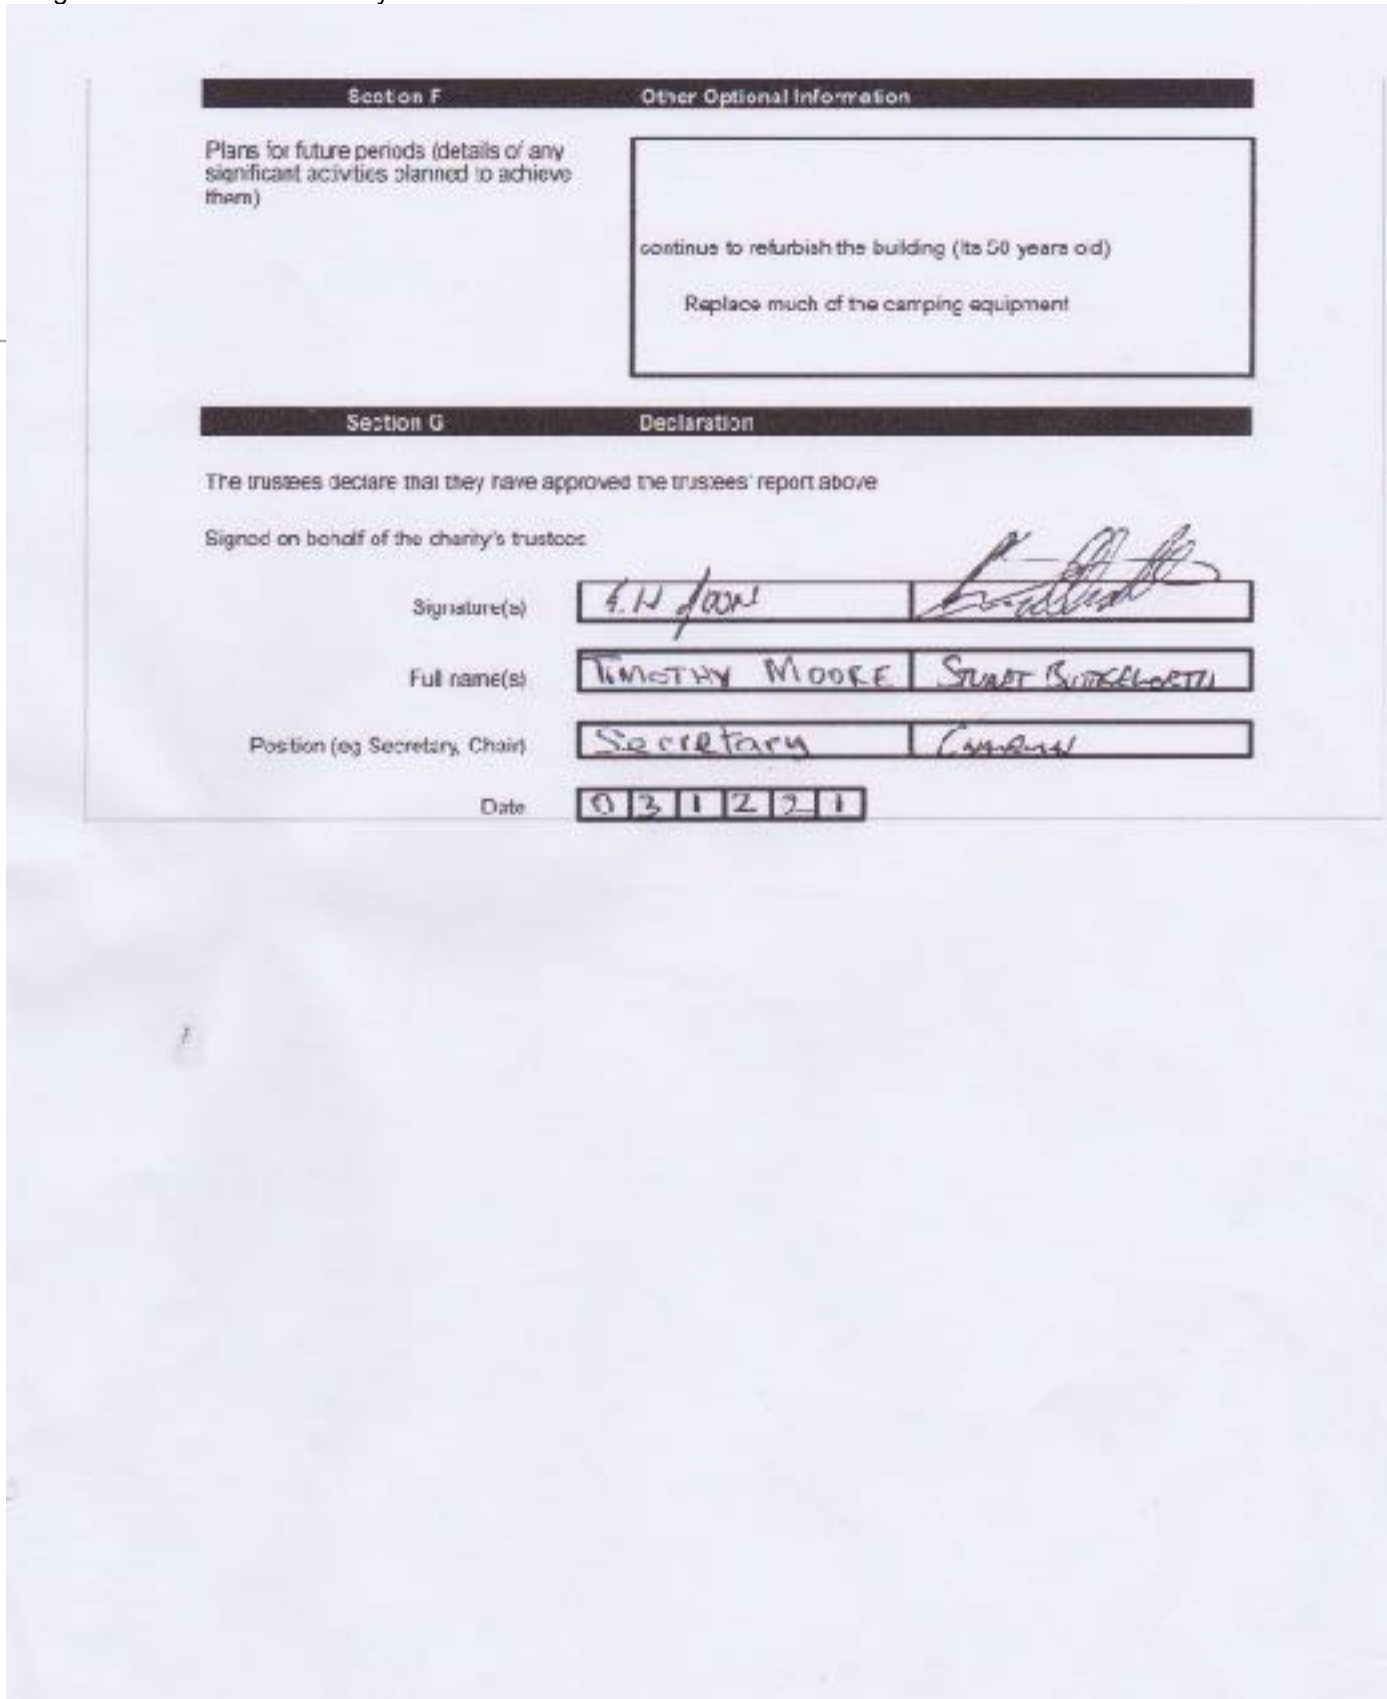 Section F Other Optional Information
Plans for future periods (details of any
significant activities planned to achieve
them)
continue to refurbish the building (Its 50 years old)
Replace much of the camping equipment
Section G Declaration
The trustees declare that they have approved the trustees' report above
Signed on behalf of the charity's trustees
Signature(s)
Full name(s) TIMOTHY MOORE STUART BUTTERWORTH
Position (eg Secretary, Chair) Secretary CHAIRMAN
Date 0 3 1 2 2 1